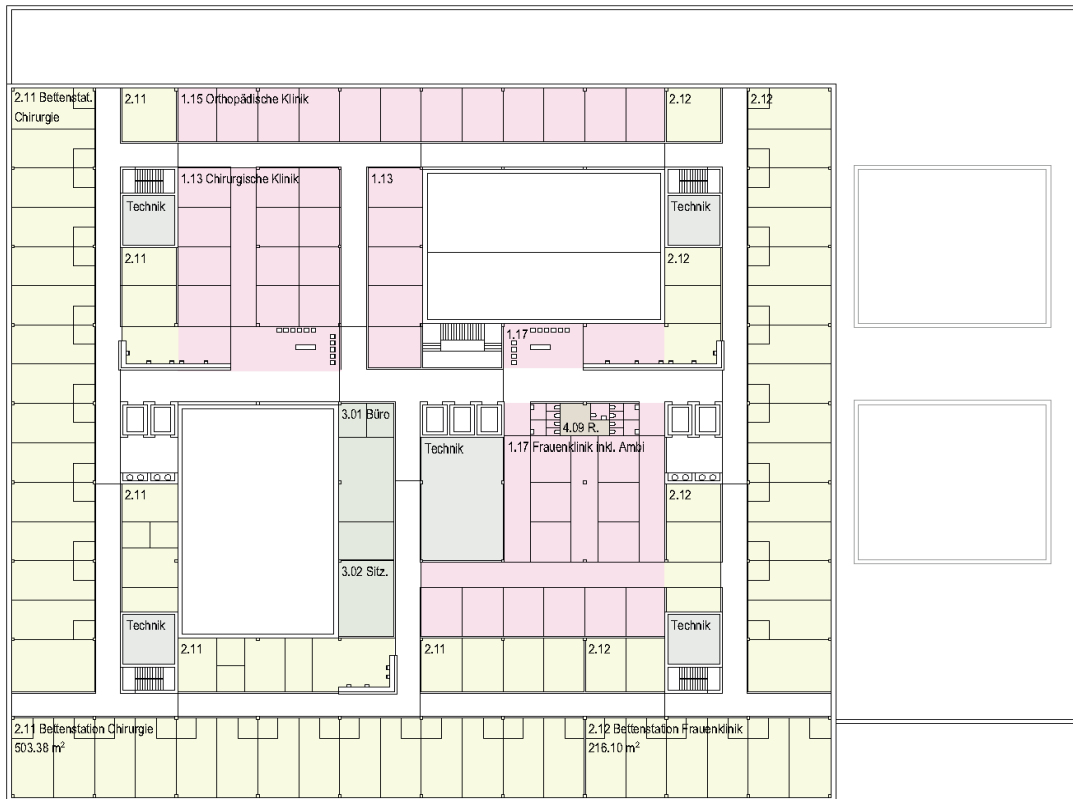 2.11 Bettenstat.
Chirurgie
2.11
1.15 Orthopädische Klinik
2.12
2.12
1.13 Chirurgische Klinik
1.13
Technik
Technik
2.11
2.12
1.17
3.01 Büro
4.09 R.
Technik
1.17 Frauenklinik inkl. Ambi
2.11
2.12
3.02 Sitz.
Technik
Technik
2.11
2.11
2.12
2.11 Bettenstation Chirurgie
503.38 m²
2.12 Bettenstation Frauenklinik
216.10 m²